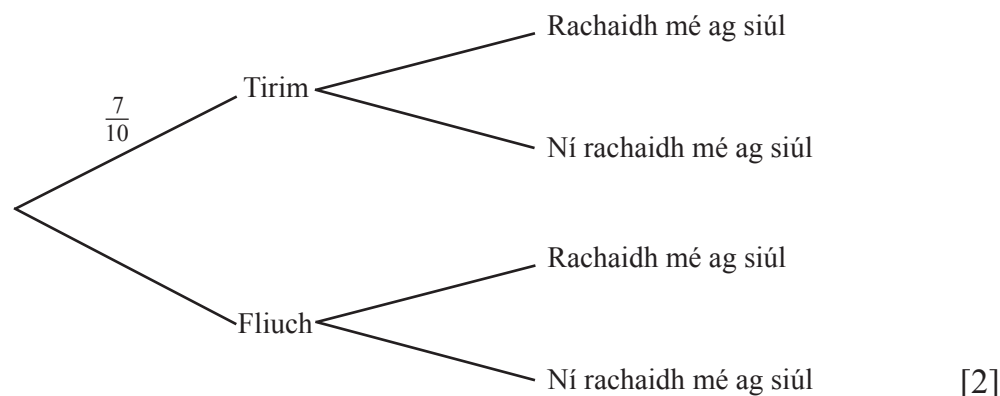 Rachaidh mé ag siúl
7
10
Tirim
Ní rachaidh mé ag siúl
Rachaidh mé ag siúl
Fliuch
Ní rachaidh mé ag siúl [2]